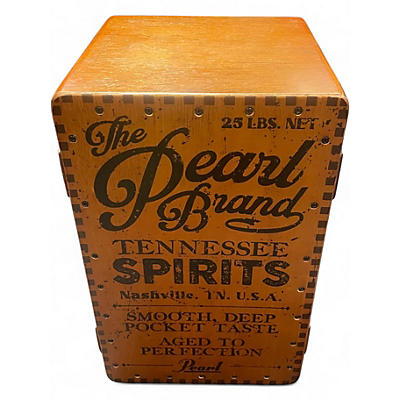 25 LBS. NET
The
Pearl
Brand
TENNESSEE
SPIRITS
Nashville, TN. U.S.A.
SMOOTH, DEEP
POCKET TASTE
AGED TO
PERFECTION
Pearl